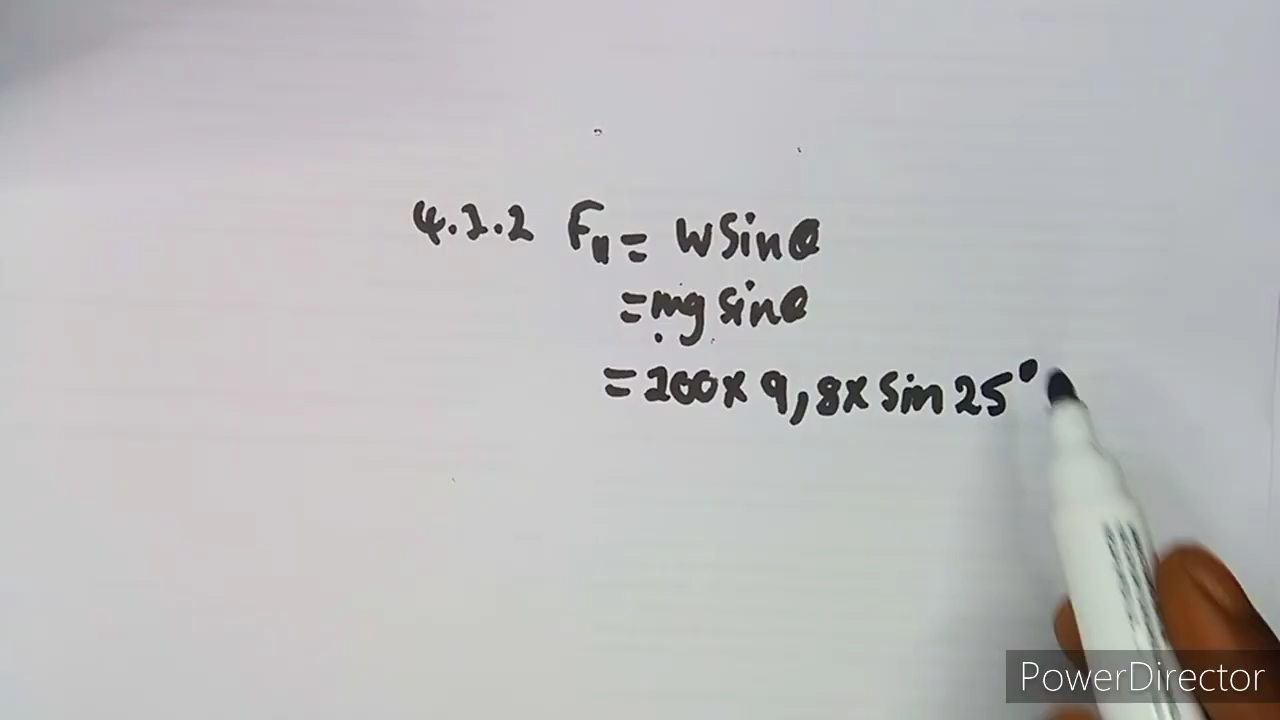 4.1.2 F॥ = W Sinθ
= mg sinθ
= 200 x 9,8 x Sin 25°
PowerDirector